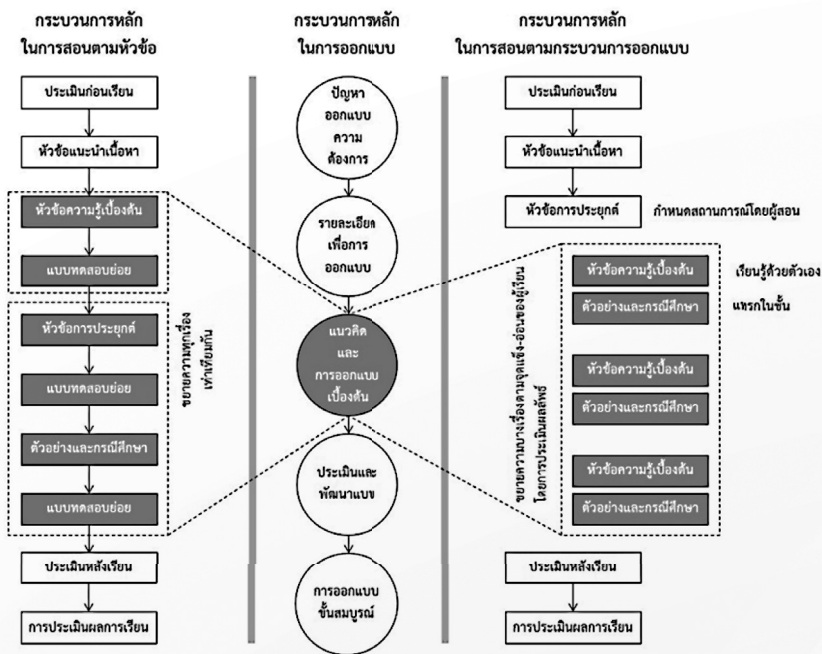 กระบวนการหลัก
ในการสอนตามหัวข้อ
ประเมินก่อนเรียน
หัวข้อแนะนำเนื้อหา
หัวข้อความรู้เบื้องต้น
แบบทดสอบย่อย
หัวข้อการประยุกต์
แบบทดสอบย่อย
ตัวอย่างและกรณีศึกษา
แบบทดสอบย่อย
ขยายความทุกเรื่อง
เท่าเทียมกัน
ประเมินหลังเรียน
การประเมินผลการเรียน
กระบวนการหลัก
ในการออกแบบ
ปัญหา
ออกแบบ
ความ
ต้องการ
รายละเอียด
เพื่อการ
ออกแบบ
แนวคิด
และ
การออกแบบ
เบื้องต้น
ประเมินและ
พัฒนาแบบ
การออกแบบ
ขั้นสมบูรณ์
กระบวนการหลัก
ในการสอนตามกระบวนการออกแบบ
ประเมินก่อนเรียน
หัวข้อแนะนำเนื้อหา
หัวข้อการประยุกต์
กำหนดสถานการณ์โดยผู้สอน
ขยายความบางเรื่องตามจุดแข็ง-อ่อนของผู้เรียน
โดยการประเมินผลลัพธ์
หัวข้อความรู้เบื้องต้น
เรียนรู้ด้วยตัวเอง
ตัวอย่างและกรณีศึกษา
แทรกในชั้น
หัวข้อความรู้เบื้องต้น
ตัวอย่างและกรณีศึกษา
หัวข้อความรู้เบื้องต้น
ตัวอย่างและกรณีศึกษา
ประเมินหลังเรียน
การประเมินผลการเรียน